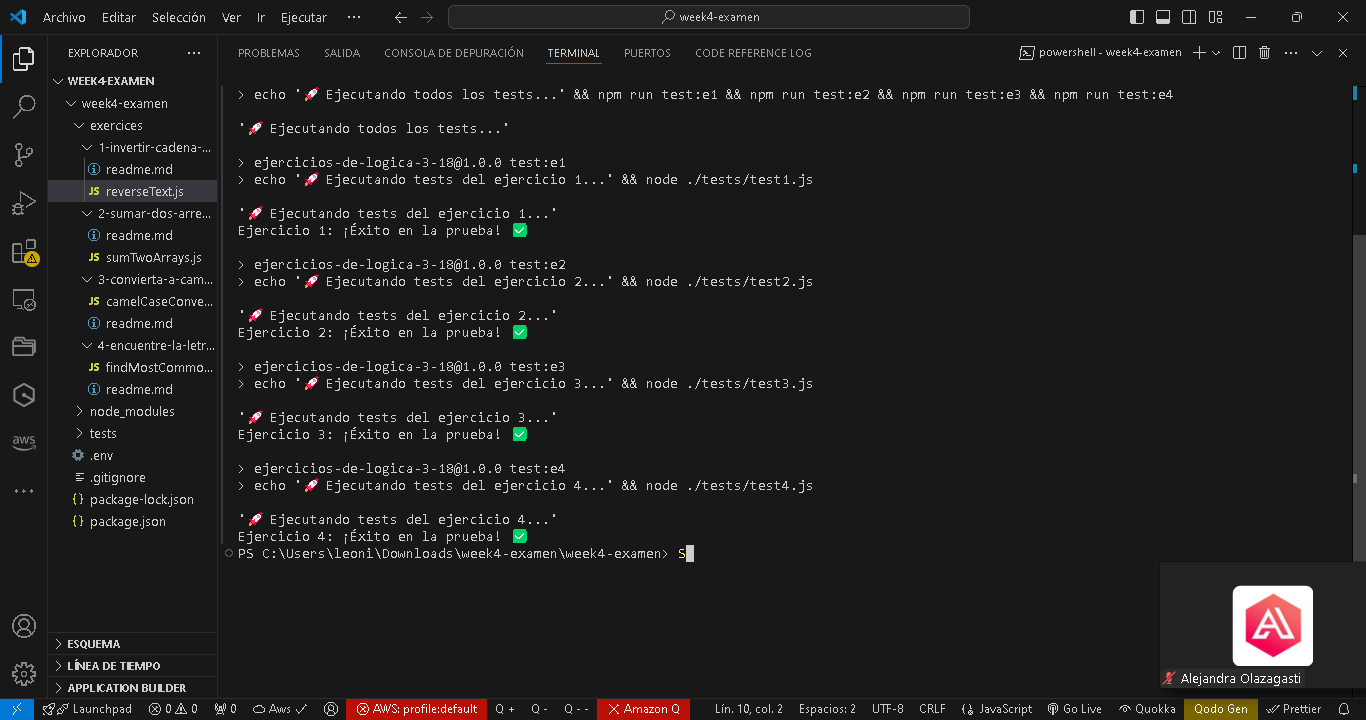 Archivo Editar Selección Ver Ir Ejecutar ··· week4-examen
EXPLORADOR ···
WEEK4-EXAMEN
week4-examen
exercices
1-invertir-cadena-...
readme.md
JS reverseText.js
2-sumar-dos-arre...
readme.md
JS sumTwoArrays.js
3-convierta-a-cam...
JS camelCaseConve...
readme.md
4-encuentre-la-letr...
JS findMostCommo...
readme.md
node_modules
tests
.env
.gitignore
{} package-lock.json
{} package.json
aws
ESQUEMA
LÍNEA DE TIEMPO
APPLICATION BUILDER
PROBLEMAS SALIDA CONSOLA DE DEPURACIÓN TERMINAL PUERTOS CODE REFERENCE LOG powershell - week4-examen
> echo '🚀 Ejecutando todos los tests...' && npm run test:e1 && npm run test:e2 && npm run test:e3 && npm run test:e4
'🚀 Ejecutando todos los tests...'
> ejercicios-de-logica-3-18@1.0.0 test:e1
> echo '🚀 Ejecutando tests del ejercicio 1...' && node ./tests/test1.js
'🚀 Ejecutando tests del ejercicio 1...'
Ejercicio 1: ¡Éxito en la prueba! ✅
> ejercicios-de-logica-3-18@1.0.0 test:e2
> echo '🚀 Ejecutando tests del ejercicio 2...' && node ./tests/test2.js
'🚀 Ejecutando tests del ejercicio 2...'
Ejercicio 2: ¡Éxito en la prueba! ✅
> ejercicios-de-logica-3-18@1.0.0 test:e3
> echo '🚀 Ejecutando tests del ejercicio 3...' && node ./tests/test3.js
'🚀 Ejecutando tests del ejercicio 3...'
Ejercicio 3: ¡Éxito en la prueba! ✅
> ejercicios-de-logica-3-18@1.0.0 test:e4
> echo '🚀 Ejecutando tests del ejercicio 4...' && node ./tests/test4.js
'🚀 Ejecutando tests del ejercicio 4...'
Ejercicio 4: ¡Éxito en la prueba! ✅
PS C:\Users\leoni\Downloads\week4-examen\week4-examen> S
Alejandra Olazagasti
Launchpad 0 0 0 Aws ✓ AWS: profile:default Q + Q - Q - - Amazon Q Lín. 10, col. 2 Espacios: 2 UTF-8 CRLF JavaScript Go Live Quokka Qodo Gen Prettier